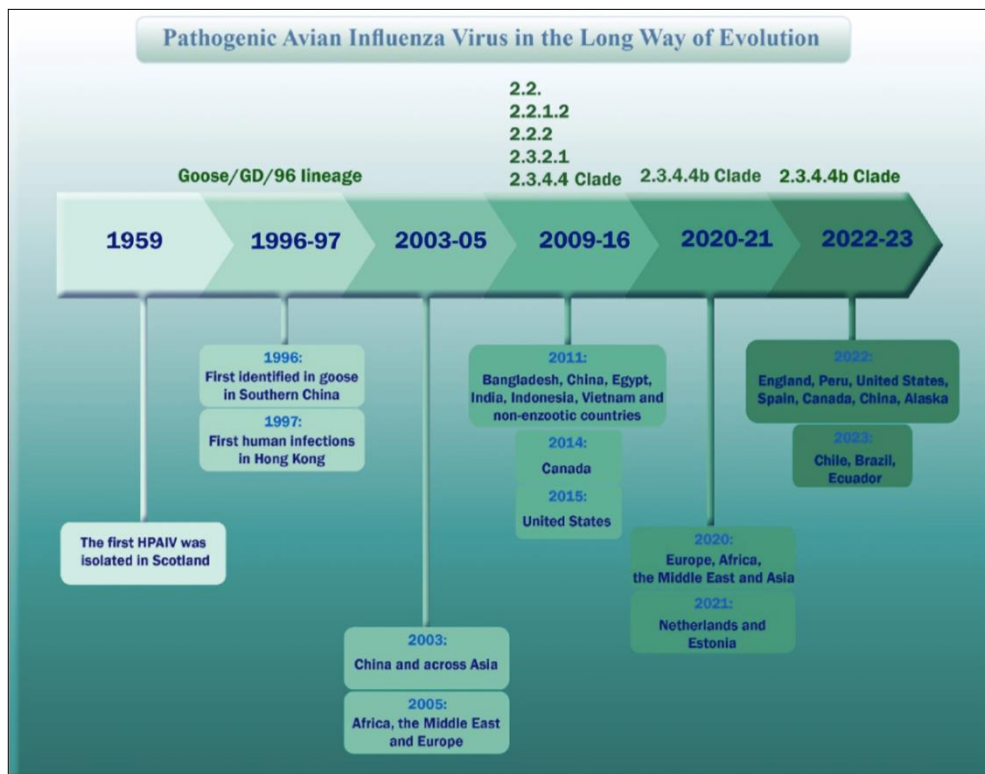 Pathogenic Avian Influenza Virus in the Long Way of Evolution
2.2.
2.2.1.2
2.2.2
2.3.2.1
Goose/GD/96 lineage
2.3.4.4 Clade
2.3.4.4b Clade
2.3.4.4b Clade
1959
1996-97
2003-05
2009-16
2020-21
2022-23
The first HPAIV was
isolated in Scotland
1996:
First identified in goose
in Southern China
1997:
First human infections
in Hong Kong
2003:
China and across Asia
2005:
Africa, the Middle East
and Europe
2011:
Bangladesh, China, Egypt,
India, Indonesia, Vietnam and
non-enzootic countries
2014:
Canada
2015:
United States
2020:
Europe, Africa,
the Middle East and Asia
2021:
Netherlands and
Estonia
2022:
England, Peru, United States,
Spain, Canada, China, Alaska
2023:
Chile, Brazil,
Ecuador